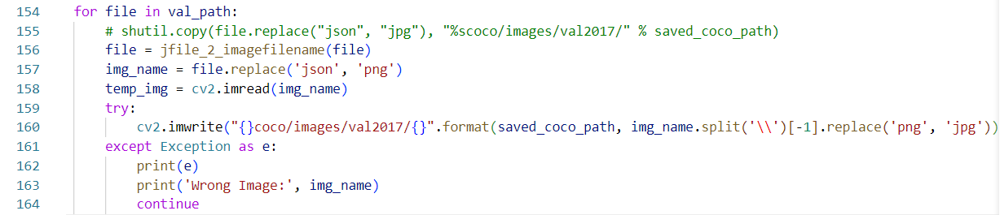 154 for file in val_path:
155 # shutil.copy(file.replace("json", "jpg"), "%scoco/images/val2017/" % saved_coco_path)
156 file = jfile_2_imagefilename(file)
157 img_name = file.replace('json', 'png')
158 temp_img = cv2.imread(img_name)
159 try:
160 cv2.imwrite("{}coco/images/val2017/{}".format(saved_coco_path, img_name.split('\\')[-1].replace('png', 'jpg'))
161 except Exception as e:
162 print(e)
163 print('Wrong Image:', img_name)
164 continue